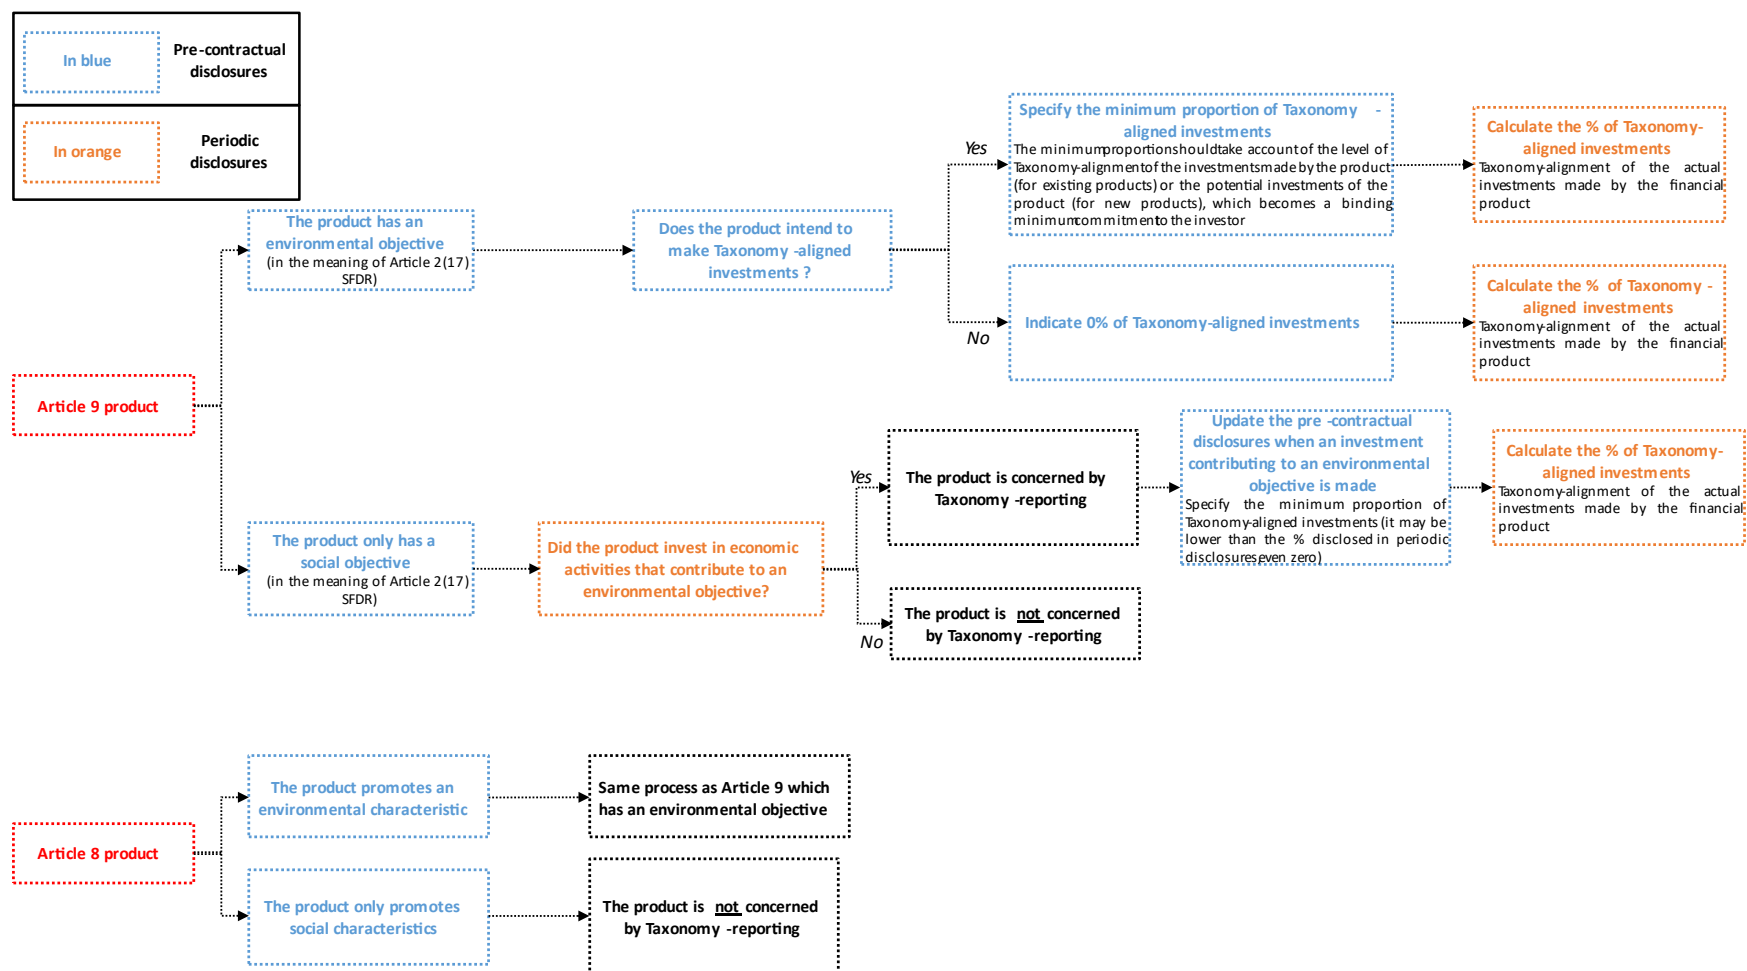 In blue
Pre-contractual
disclosures
In orange
Periodic
disclosures
Article 9 product
The product has an
environmental objective
(in the meaning of Article 2(17)
SFDR)
Does the product intend to
make Taxonomy -aligned
investments ?
Yes
Specify the minimum proportion of Taxonomy -
aligned investments
The minimum proportion should take account of the level of
Taxonomy-alignment of the investments made by the product
(for existing products) or the potential investments of the
product (for new products), which becomes a binding
minimum commitment to the investor
Calculate the % of Taxonomy-
aligned investments
Taxonomy-alignment of the actual
investments made by the financial
product
No
Indicate 0% of Taxonomy-aligned investments
Calculate the % of Taxonomy -
aligned investments
Taxonomy-alignment of the actual
investments made by the financial
product
The product only has a
social objective
(in the meaning of Article 2(17)
SFDR)
Did the product invest in economic
activities that contribute to an
environmental objective?
Yes
The product is concerned by
Taxonomy -reporting
Update the pre -contractual
disclosures when an investment
contributing to an environmental
objective is made
Specify the minimum proportion of
Taxonomy-aligned investments (it may be
lower than the % disclosed in periodic
disclosures, even zero)
Calculate the % of Taxonomy-
aligned investments
Taxonomy-alignment of the actual
investments made by the financial
product
No
The product is not concerned
by Taxonomy -reporting
Article 8 product
The product promotes an
environmental characteristic
Same process as Article 9 which
has an environmental objective
The product only promotes
social characteristics
The product is not concerned
by Taxonomy -reporting